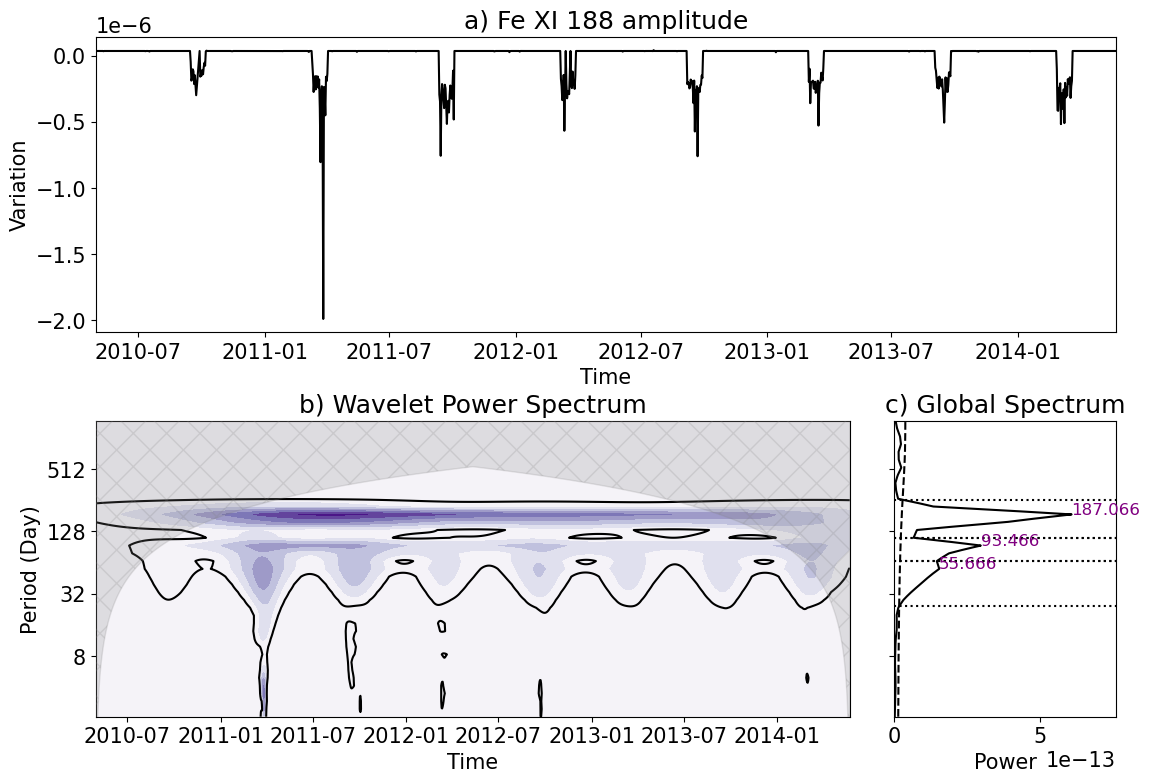 a) Fe XI 188 amplitude
1e−6
0.0
−0.5
−1.0
−1.5
−2.0
Variation
2010-07 2011-01 2011-07 2012-01 2012-07 2013-01 2013-07 2014-01
Time
b) Wavelet Power Spectrum
512
128
32
8
Period (Day)
2010-07 2011-01 2011-07 2012-01 2012-07 2013-01 2013-07 2014-01
Time
c) Global Spectrum
187.066
93.466
55.666
0 5
Power 1e−13